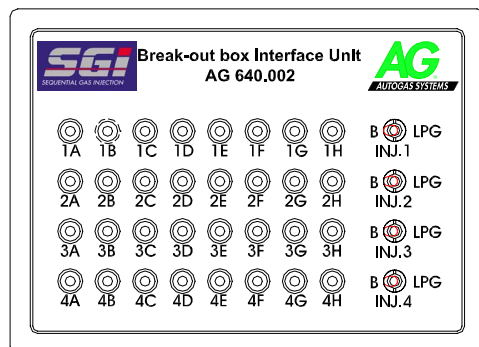 SGI
SEQUENTIAL GAS INJECTION
Break-out box Interface Unit
AG 640.002
AG®
AUTOGAS SYSTEMS
1A 1B 1C 1D 1E 1F 1G 1H
B LPG
INJ.1
2A 2B 2C 2D 2E 2F 2G 2H
B LPG
INJ.2
3A 3B 3C 3D 3E 3F 3G 3H
B LPG
INJ.3
4A 4B 4C 4D 4E 4F 4G 4H
B LPG
INJ.4